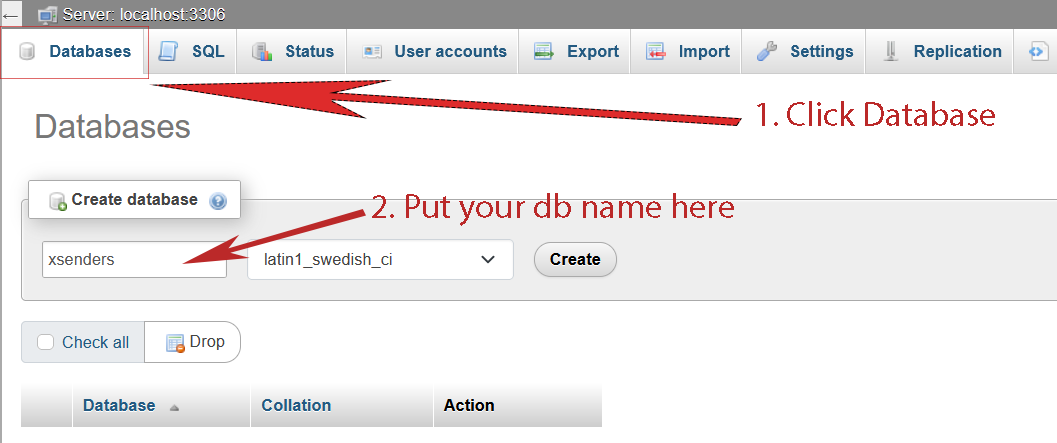 Server: localhost:3306
Databases SQL Status User accounts Export Import Settings Replication
1. Click Database
Databases
Create database
2. Put your db name here
xsenders latin1_swedish_ci Create
Check all Drop
Database Collation Action